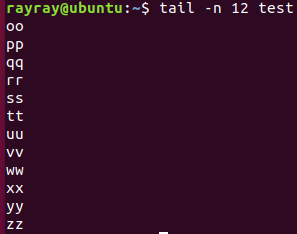 rayray@ubuntu:~$ tail -n 12 test
oo
pp
qq
rr
ss
tt
uu
vv
ww
xx
yy
zz